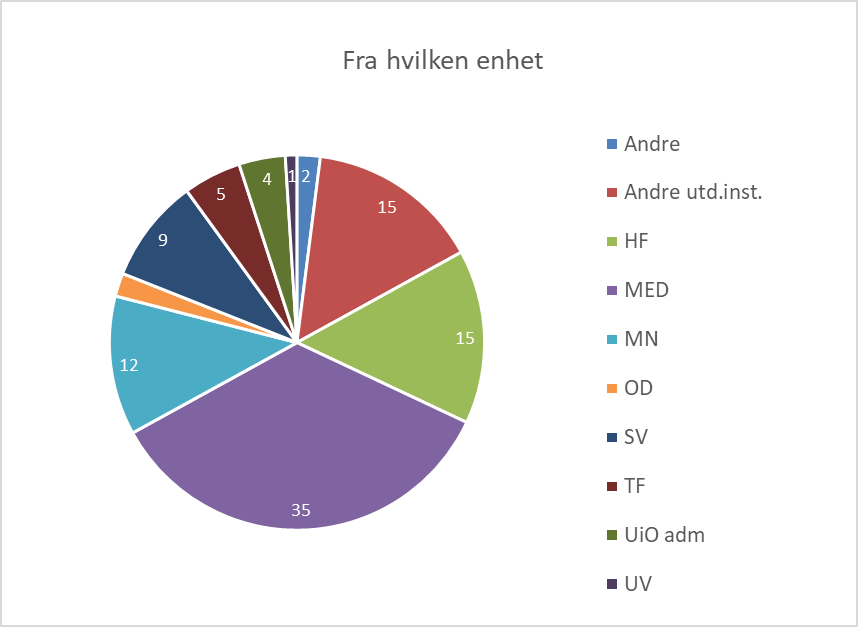 Fra hvilken enhet
1 2
4
5
15
9
15
12
35
Andre
Andre utd.inst.
HF
MED
MN
OD
SV
TF
UiO adm
UV